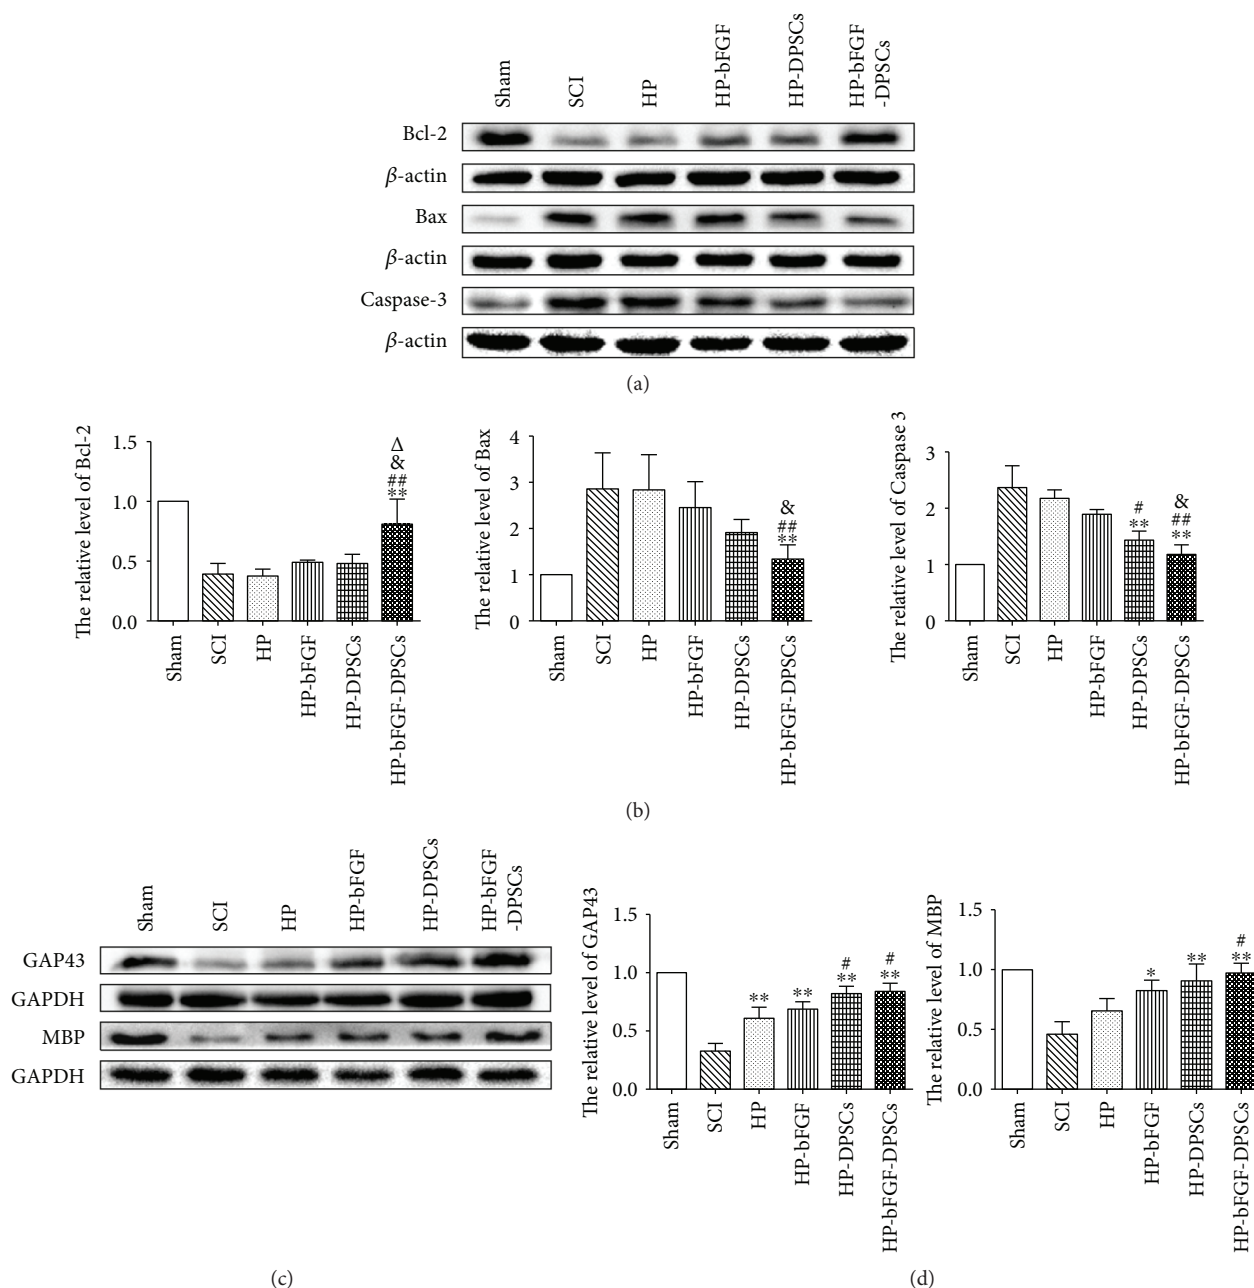 Sham
SCI
HP
HP-bFGF
HP-DPSCs
HP-bFGF
-DPSCs
Bcl-2
β-actin
Bax
β-actin
Caspase-3
β-actin
(a)
The relative level of Bcl-2
1.5
1.0
0.5
0.0
Δ
&
##
**
Sham
SCI
HP
HP-bFGF
HP-DPSCs
HP-bFGF-DPSCs
The relative level of Bax
4
3
2
1
0
&
##
**
Sham
SCI
HP
HP-bFGF
HP-DPSCs
HP-bFGF-DPSCs
The relative level of Caspase 3
3
2
1
0
#
**
&
##
**
Sham
SCI
HP
HP-bFGF
HP-DPSCs
HP-bFGF-DPSCs
(b)
Sham
SCI
HP
HP-bFGF
HP-DPSCs
HP-bFGF
-DPSCs
GAP43
GAPDH
MBP
GAPDH
(c)
The relative level of GAP43
1.5
1.0
0.5
0.0
**
**
#
**
#
**
Sham
SCI
HP
HP-bFGF
HP-DPSCs
HP-bFGF-DPSCs
The relative level of MBP
1.5
1.0
0.5
0.0
*
**
#
**
Sham
SCI
HP
HP-bFGF
HP-DPSCs
HP-bFGF-DPSCs
(d)